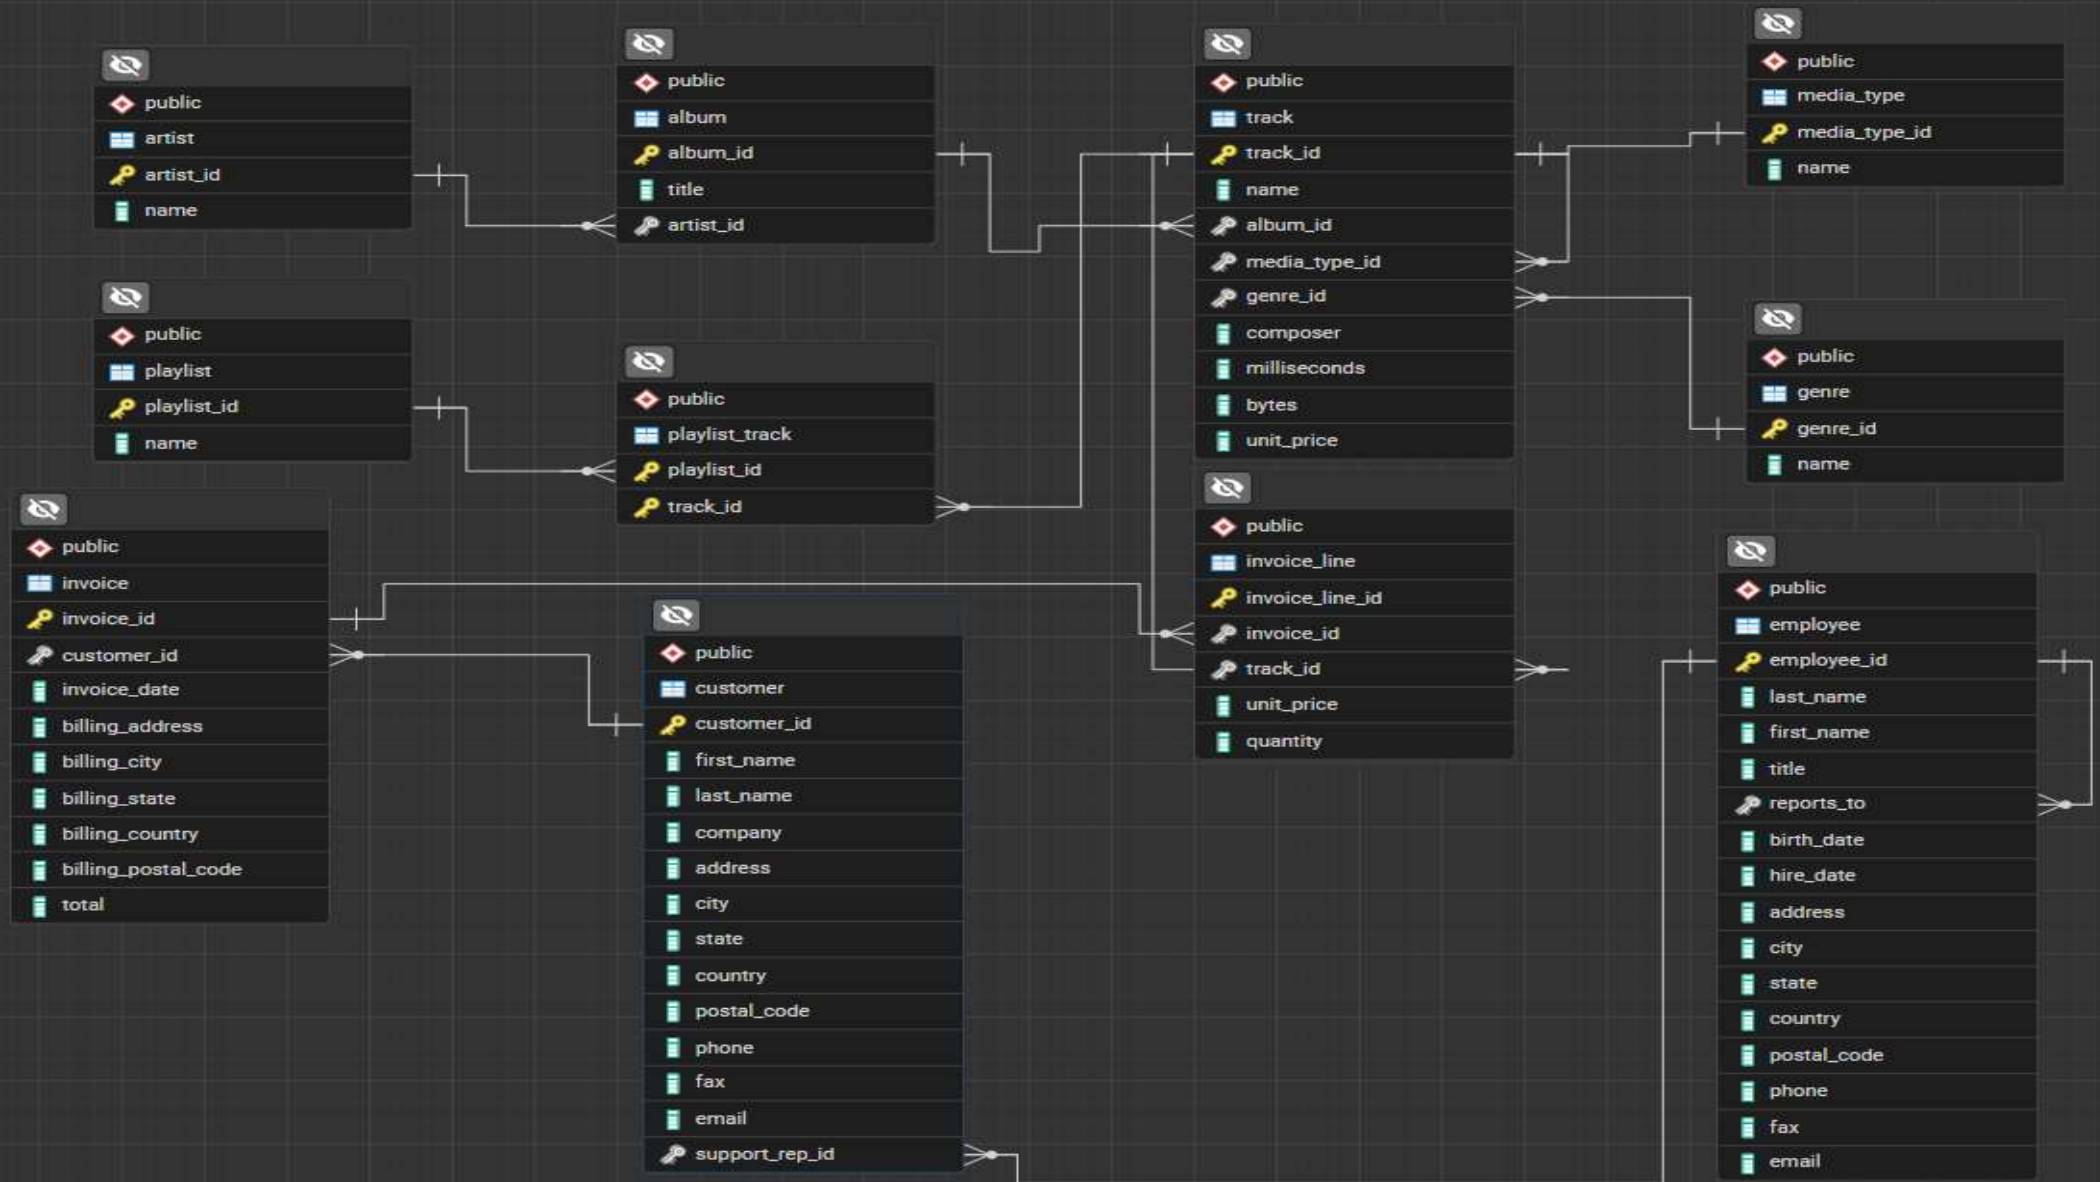 public
artist
artist_id
name
public
album
album_id
title
artist_id
public
track
track_id
name
album_id
media_type_id
genre_id
composer
milliseconds
bytes
unit_price
public
media_type
media_type_id
name
public
playlist
playlist_id
name
public
playlist_track
playlist_id
track_id
public
genre
genre_id
name
public
invoice
invoice_id
customer_id
invoice_date
billing_address
billing_city
billing_state
billing_country
billing_postal_code
total
public
customer
customer_id
first_name
last_name
company
address
city
state
country
postal_code
phone
fax
email
support_rep_id
public
invoice_line
invoice_line_id
invoice_id
track_id
unit_price
quantity
public
employee
employee_id
last_name
first_name
title
reports_to
birth_date
hire_date
address
city
state
country
postal_code
phone
fax
email